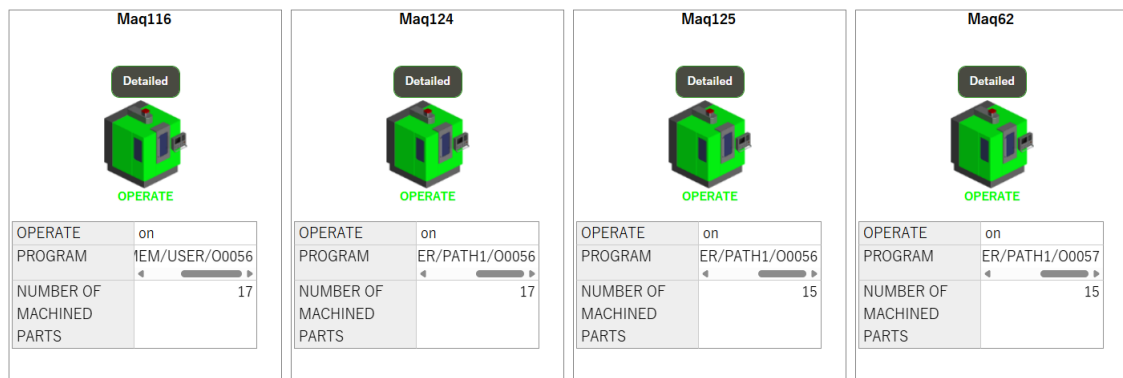 Maq116
Detailed
OPERATE
OPERATE on
PROGRAM MEM/USER/O0056
NUMBER OF 17
MACHINED
PARTS
Maq124
Detailed
OPERATE
OPERATE on
PROGRAM ER/PATH1/O0056
NUMBER OF 17
MACHINED
PARTS
Maq125
Detailed
OPERATE
OPERATE on
PROGRAM ER/PATH1/O0056
NUMBER OF 15
MACHINED
PARTS
Maq62
Detailed
OPERATE
OPERATE on
PROGRAM ER/PATH1/O0057
NUMBER OF 15
MACHINED
PARTS